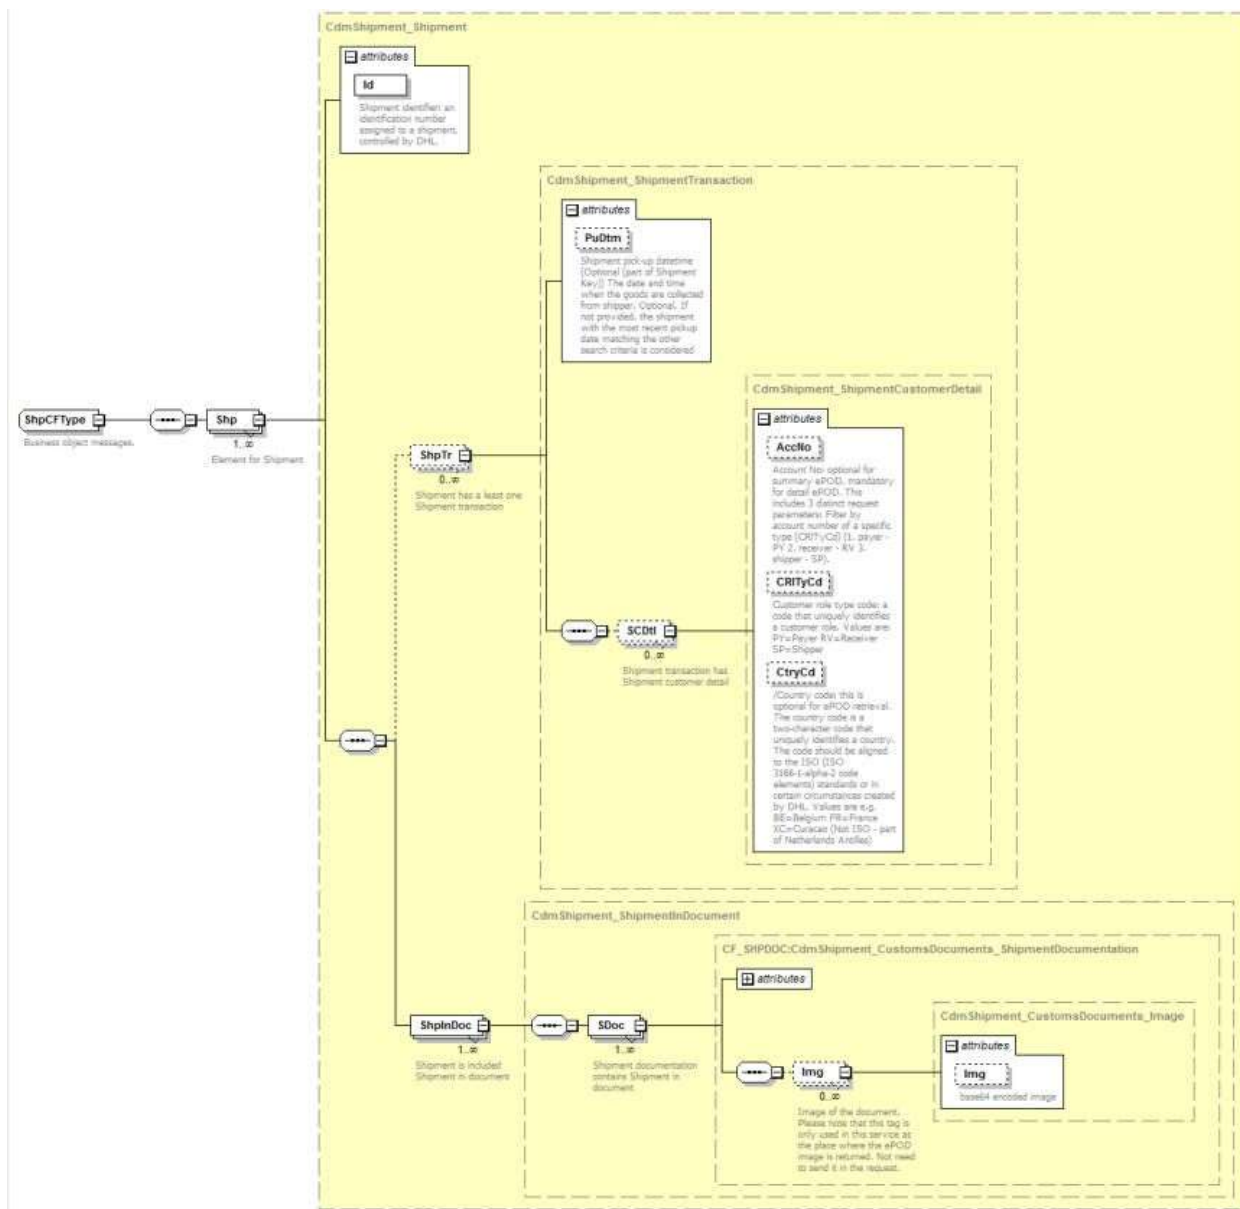 CdmShipment_Shipment
attributes
Id
Shipment identifier: an
identification number
assigned to a shipment,
controlled by DHL.
CdmShipment_ShipmentTransaction
attributes
PuDtm
Shipment pick-up datetime
(Optional (part of Shipment
Key)) The date and time
when the goods are collected
from shipper. Optional. If
not provided, the shipment
with the most recent pickup
date matching the other
search criteria is considered
CdmShipment_ShipmentCustomerDetail
attributes
AccNo
Account No: optional for
summary ePOD, mandatory
for detail ePOD. This
includes 3 distinct request
parameters: Filter by
account number of a specific
type (CRlTyCd) (1. payer -
PY 2. receiver - RV 3.
shipper - SP).
CRlTyCd
Customer role type code: a
code that uniquely identifies
a customer role. Values are:
PY=Payer RV=Receiver
SP=Shipper
CtryCd
/Country code: this is
optional for ePOD retrieval.
The country code is a
two-character code that
uniquely identifies a country.
The code should be aligned
to the ISO (ISO
3166-1-alpha-2 code
elements) standards or in
certain circumstances created
by DHL. Values are e.g.
BE=Belgium FR=France
XC=Curacao (Not ISO - part
of Netherlands Antilles)
ShpCFType
Business object messages.
Shp
1..∞
Element for Shipment
ShpTr
0..∞
Shipment has a least one
Shipment transaction
SCDtl
0..∞
Shipment transaction has
Shipment customer detail
CdmShipment_ShipmentInDocument
CF_SHPDOC:CdmShipment_CustomsDocuments_ShipmentDocumentation
attributes
ShpInDoc
1..∞
Shipment is included
Shipment in document
SDoc
1..∞
Shipment documentation
contains Shipment in
document
Img
0..∞
Image of the document.
Please note that this tag is
only used in this service as
the place where the ePOD
image is returned. Not need
to send it in the request.
CdmShipment_CustomsDocuments_Image
attributes
Img
base64 encoded image